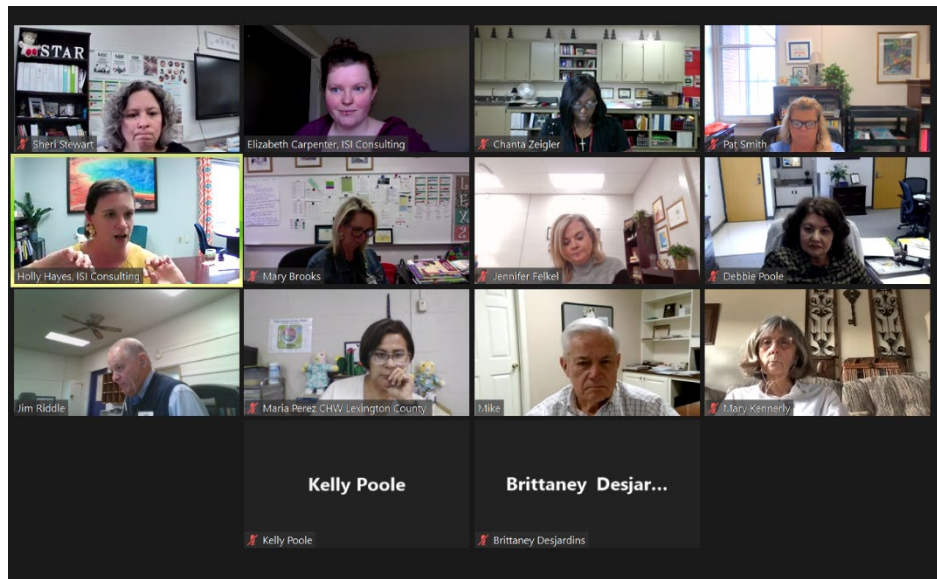 STAR
Sheri Stewart
Elizabeth Carpenter, ISI Consulting
Chanta Zeigler
Pat Smith
Holly Hayes, ISI Consulting
Mary Brooks
Jennifer Felkel
Debbie Poole
Jim Riddle
Maria Perez CHW Lexington County
Mike
Mary Kennerly
Kelly Poole
Brittaney Desjar...
Kelly Poole
Brittaney Desjardins